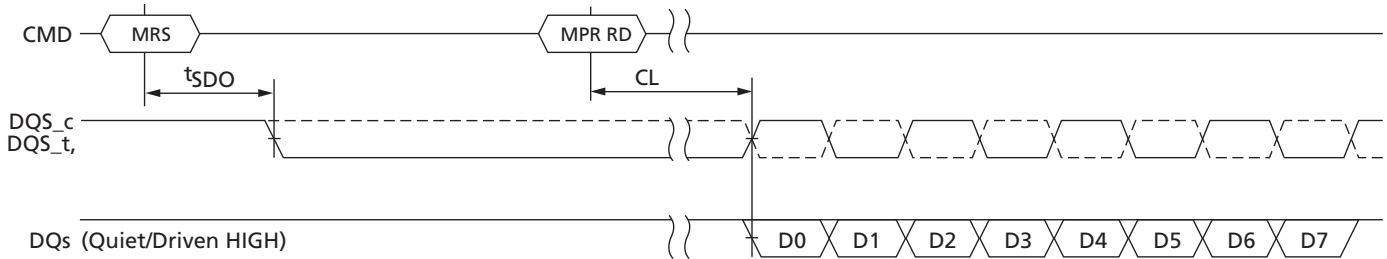 CMD MRS MPR RD
tSDO CL
DQS_c
DQS_t,
DQs (Quiet/Driven HIGH) D0 D1 D2 D3 D4 D5 D6 D7